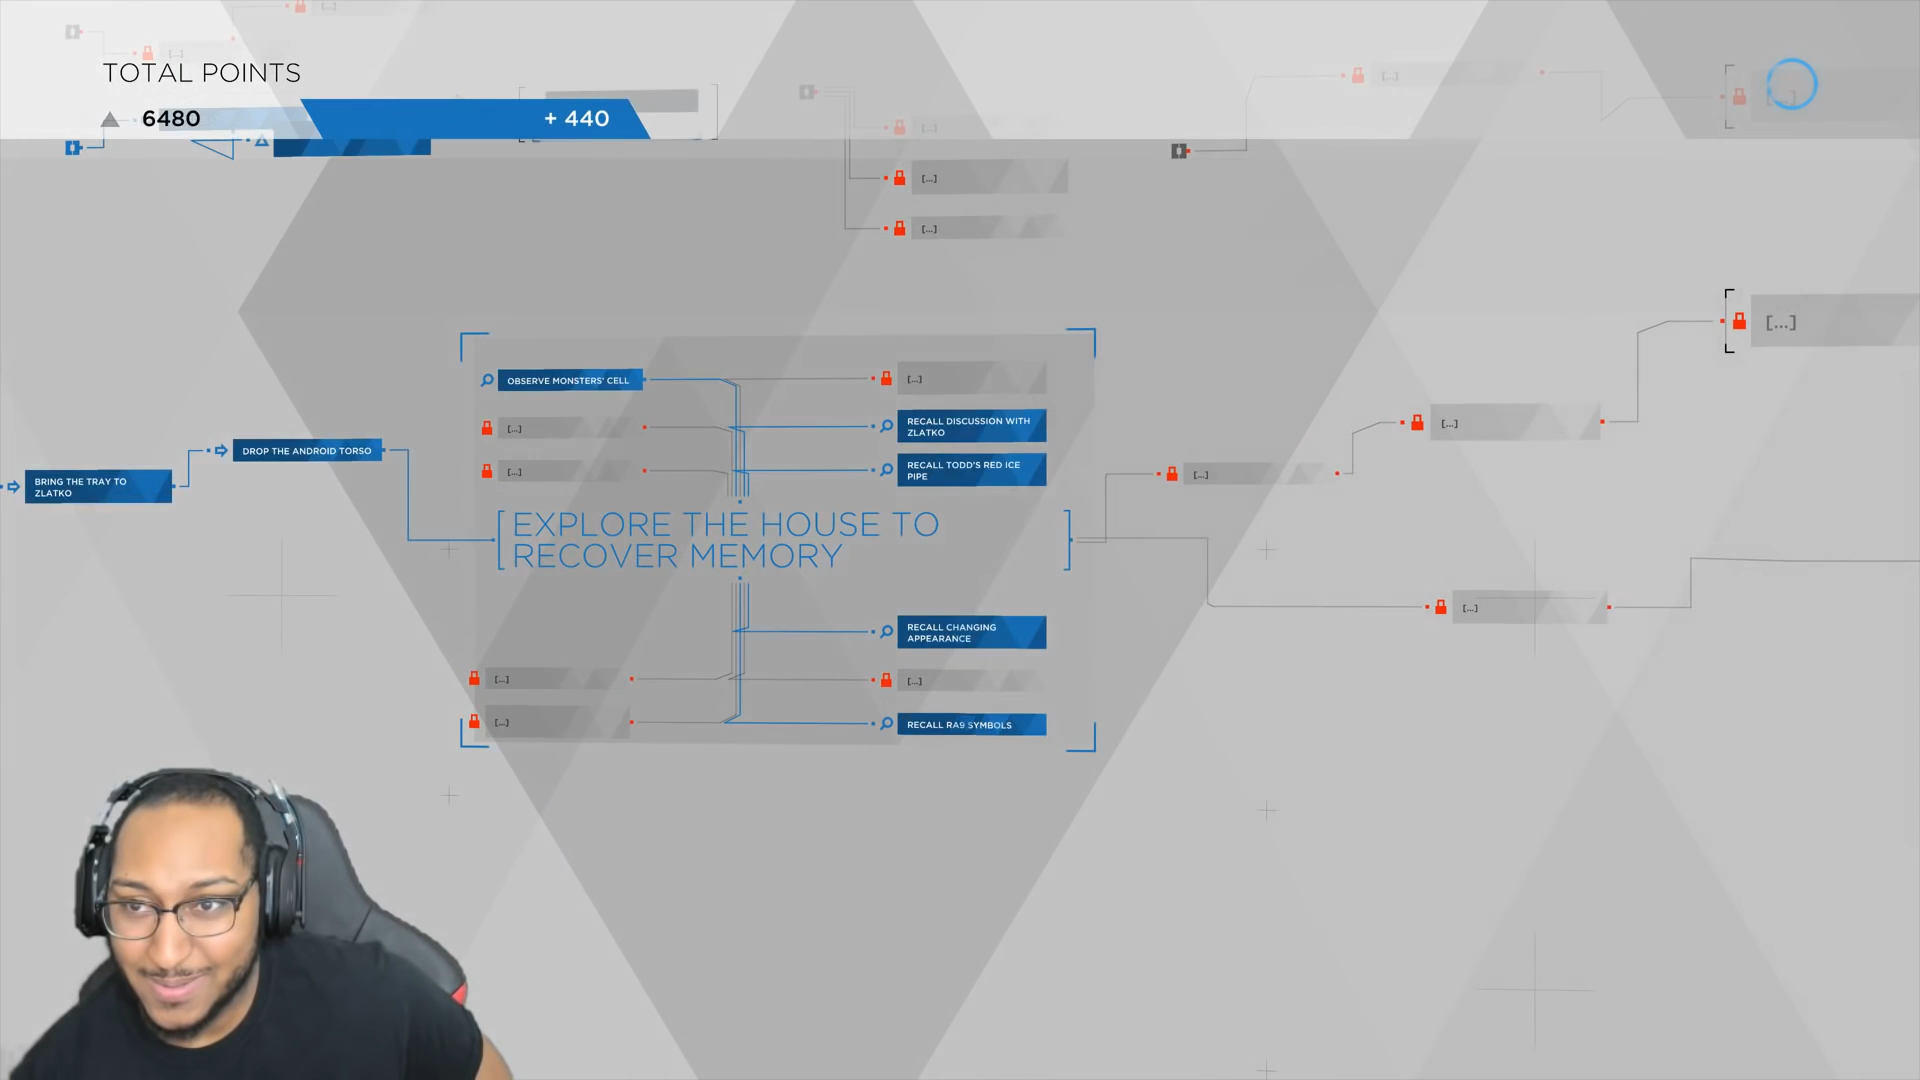 [...]
[...]
TOTAL POINTS
[...]
6480
+ 440
[...]
[...]
[...]
[...]
OBSERVE MONSTERS' CELL
[...]
[...]
RECALL DISCUSSION WITH
ZLATKO
[...]
DROP THE ANDROID TORSO
[...]
RECALL TODD'S RED ICE
PIPE
[...]
BRING THE TRAY TO
ZLATKO
EXPLORE THE HOUSE TO
RECOVER MEMORY
[...]
RECALL CHANGING
APPEARANCE
[...]
[...]
[...]
RECALL RA9 SYMBOLS